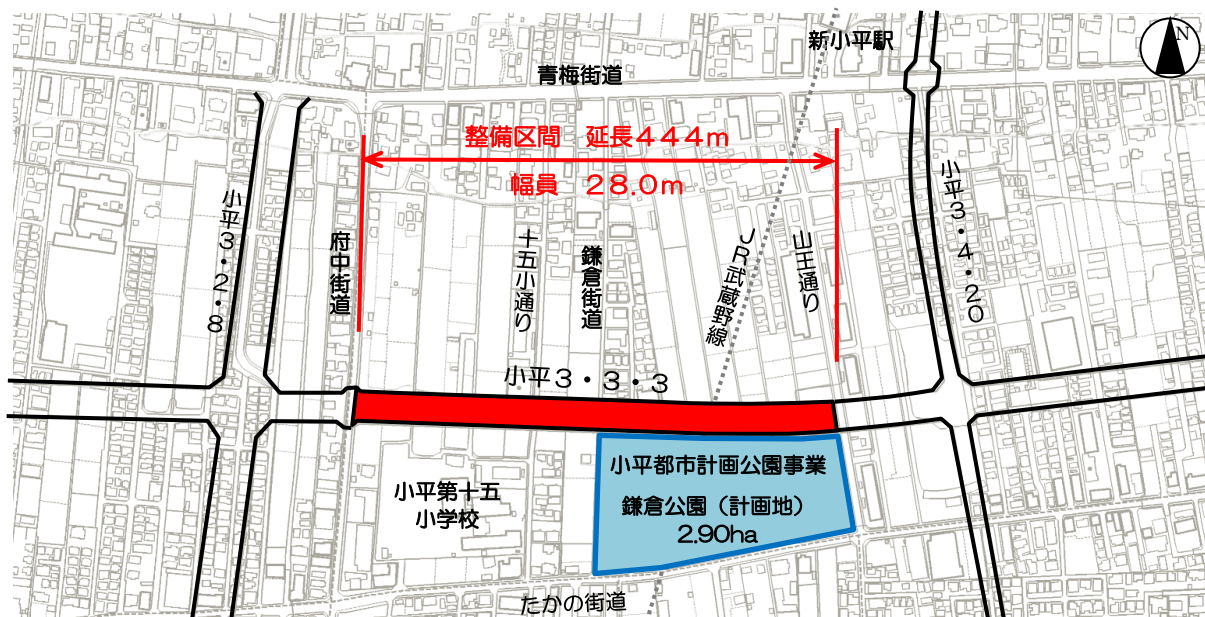 新小平駅
N
青梅街道
整備区間　延長444m
幅員　28.0m
小平3・2・8
府中街道
十五小通り
鎌倉街道
JR武蔵野線
山王通り
小平3・4・20
小平3・3・3
小平都市計画公園事業
鎌倉公園（計画地）
2.90ha
小平第十五
小学校
たかの街道